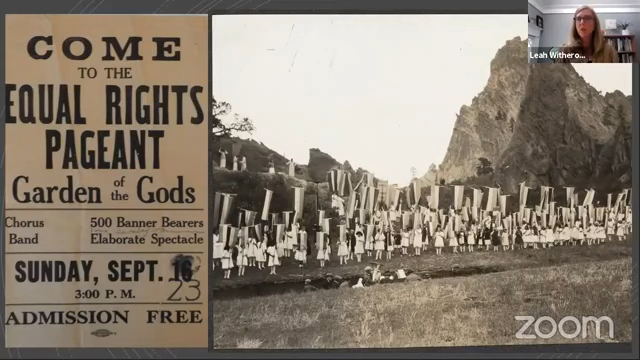 COME
TO THE
EQUAL RIGHTS
PAGEANT
Garden of the Gods
Chorus 500 Banner Bearers
Band Elaborate Spectacle
SUNDAY, SEPT. 16
23
3:00 P. M.
ADMISSION FREE
Leah Withero...
zoom